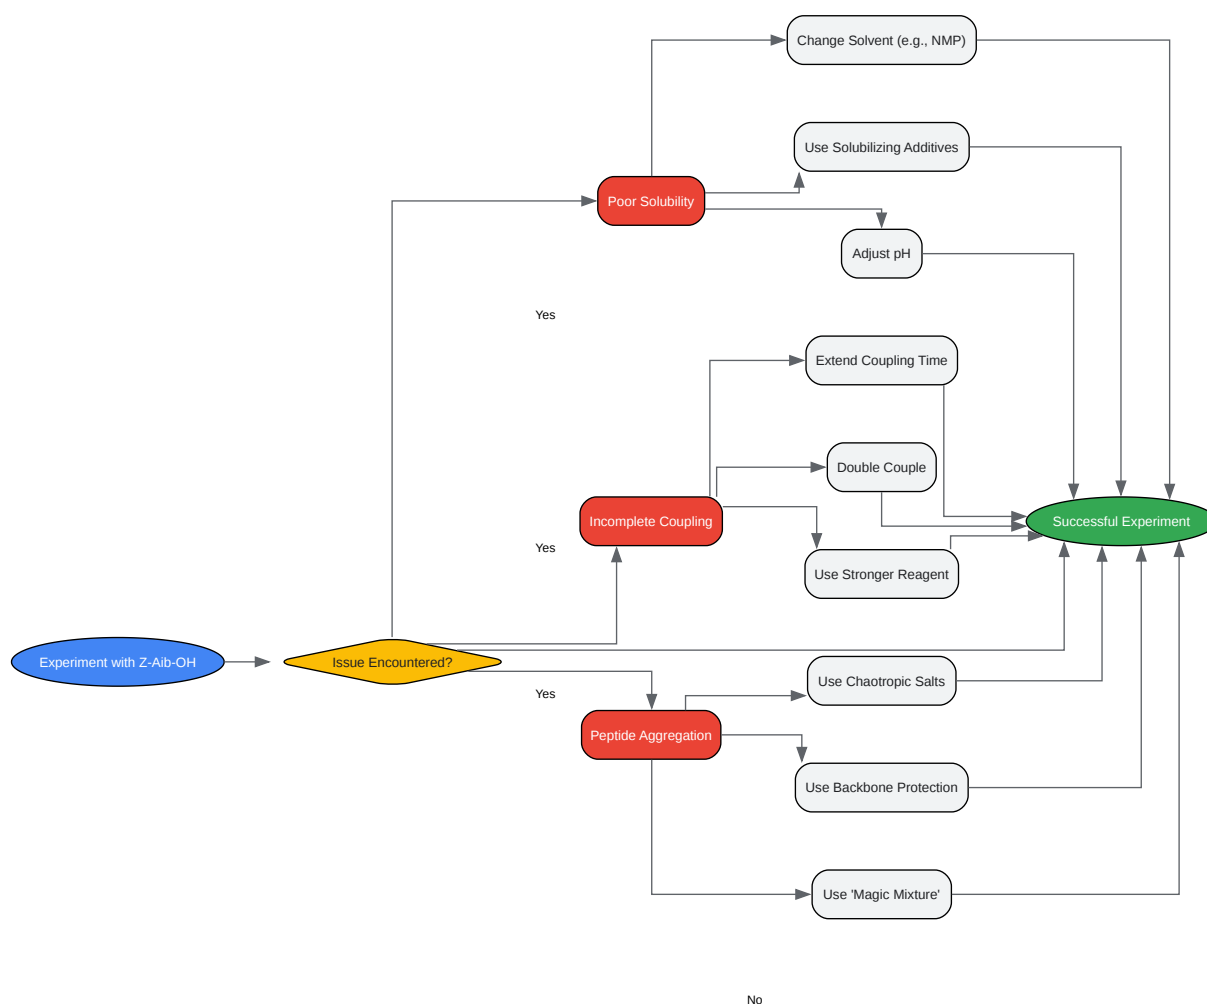 Change Solvent (e.g., NMP)
Use Solubilizing Additives
Poor Solubility
Adjust pH
Yes
Extend Coupling Time
Double Couple
Incomplete Coupling
Successful Experiment
Yes
Use Stronger Reagent
Experiment with Z-Aib-OH
Issue Encountered?
Use Chaotropic Salts
Yes
Peptide Aggregation
Use Backbone Protection
Use 'Magic Mixture'
No